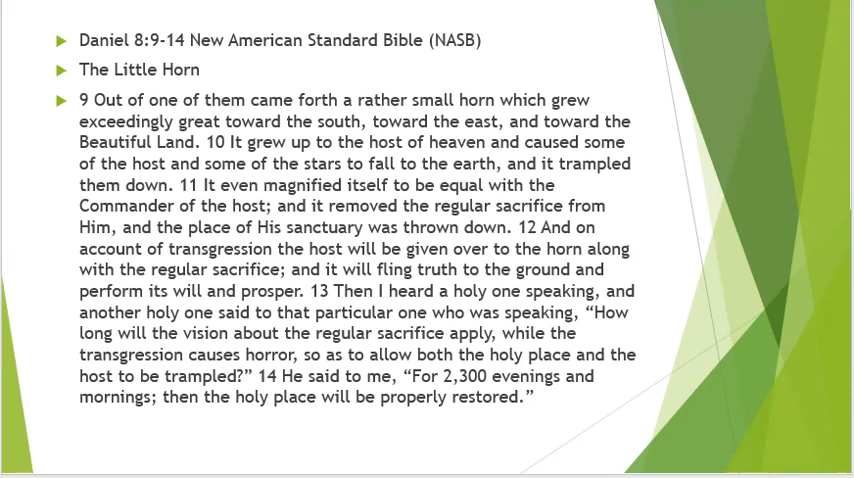 Daniel 8:9-14 New American Standard Bible (NASB)
The Little Horn
9 Out of one of them came forth a rather small horn which grew
exceedingly great toward the south, toward the east, and toward the
Beautiful Land. 10 It grew up to the host of heaven and caused some
of the host and some of the stars to fall to the earth, and it trampled
them down. 11 It even magnified itself to be equal with the
Commander of the host; and it removed the regular sacrifice from
Him, and the place of His sanctuary was thrown down. 12 And on
account of transgression the host will be given over to the horn along
with the regular sacrifice; and it will fling truth to the ground and
perform its will and prosper. 13 Then I heard a holy one speaking, and
another holy one said to that particular one who was speaking, “How
long will the vision about the regular sacrifice apply, while the
transgression causes horror, so as to allow both the holy place and the
host to be trampled?” 14 He said to me, “For 2,300 evenings and
mornings; then the holy place will be properly restored.”